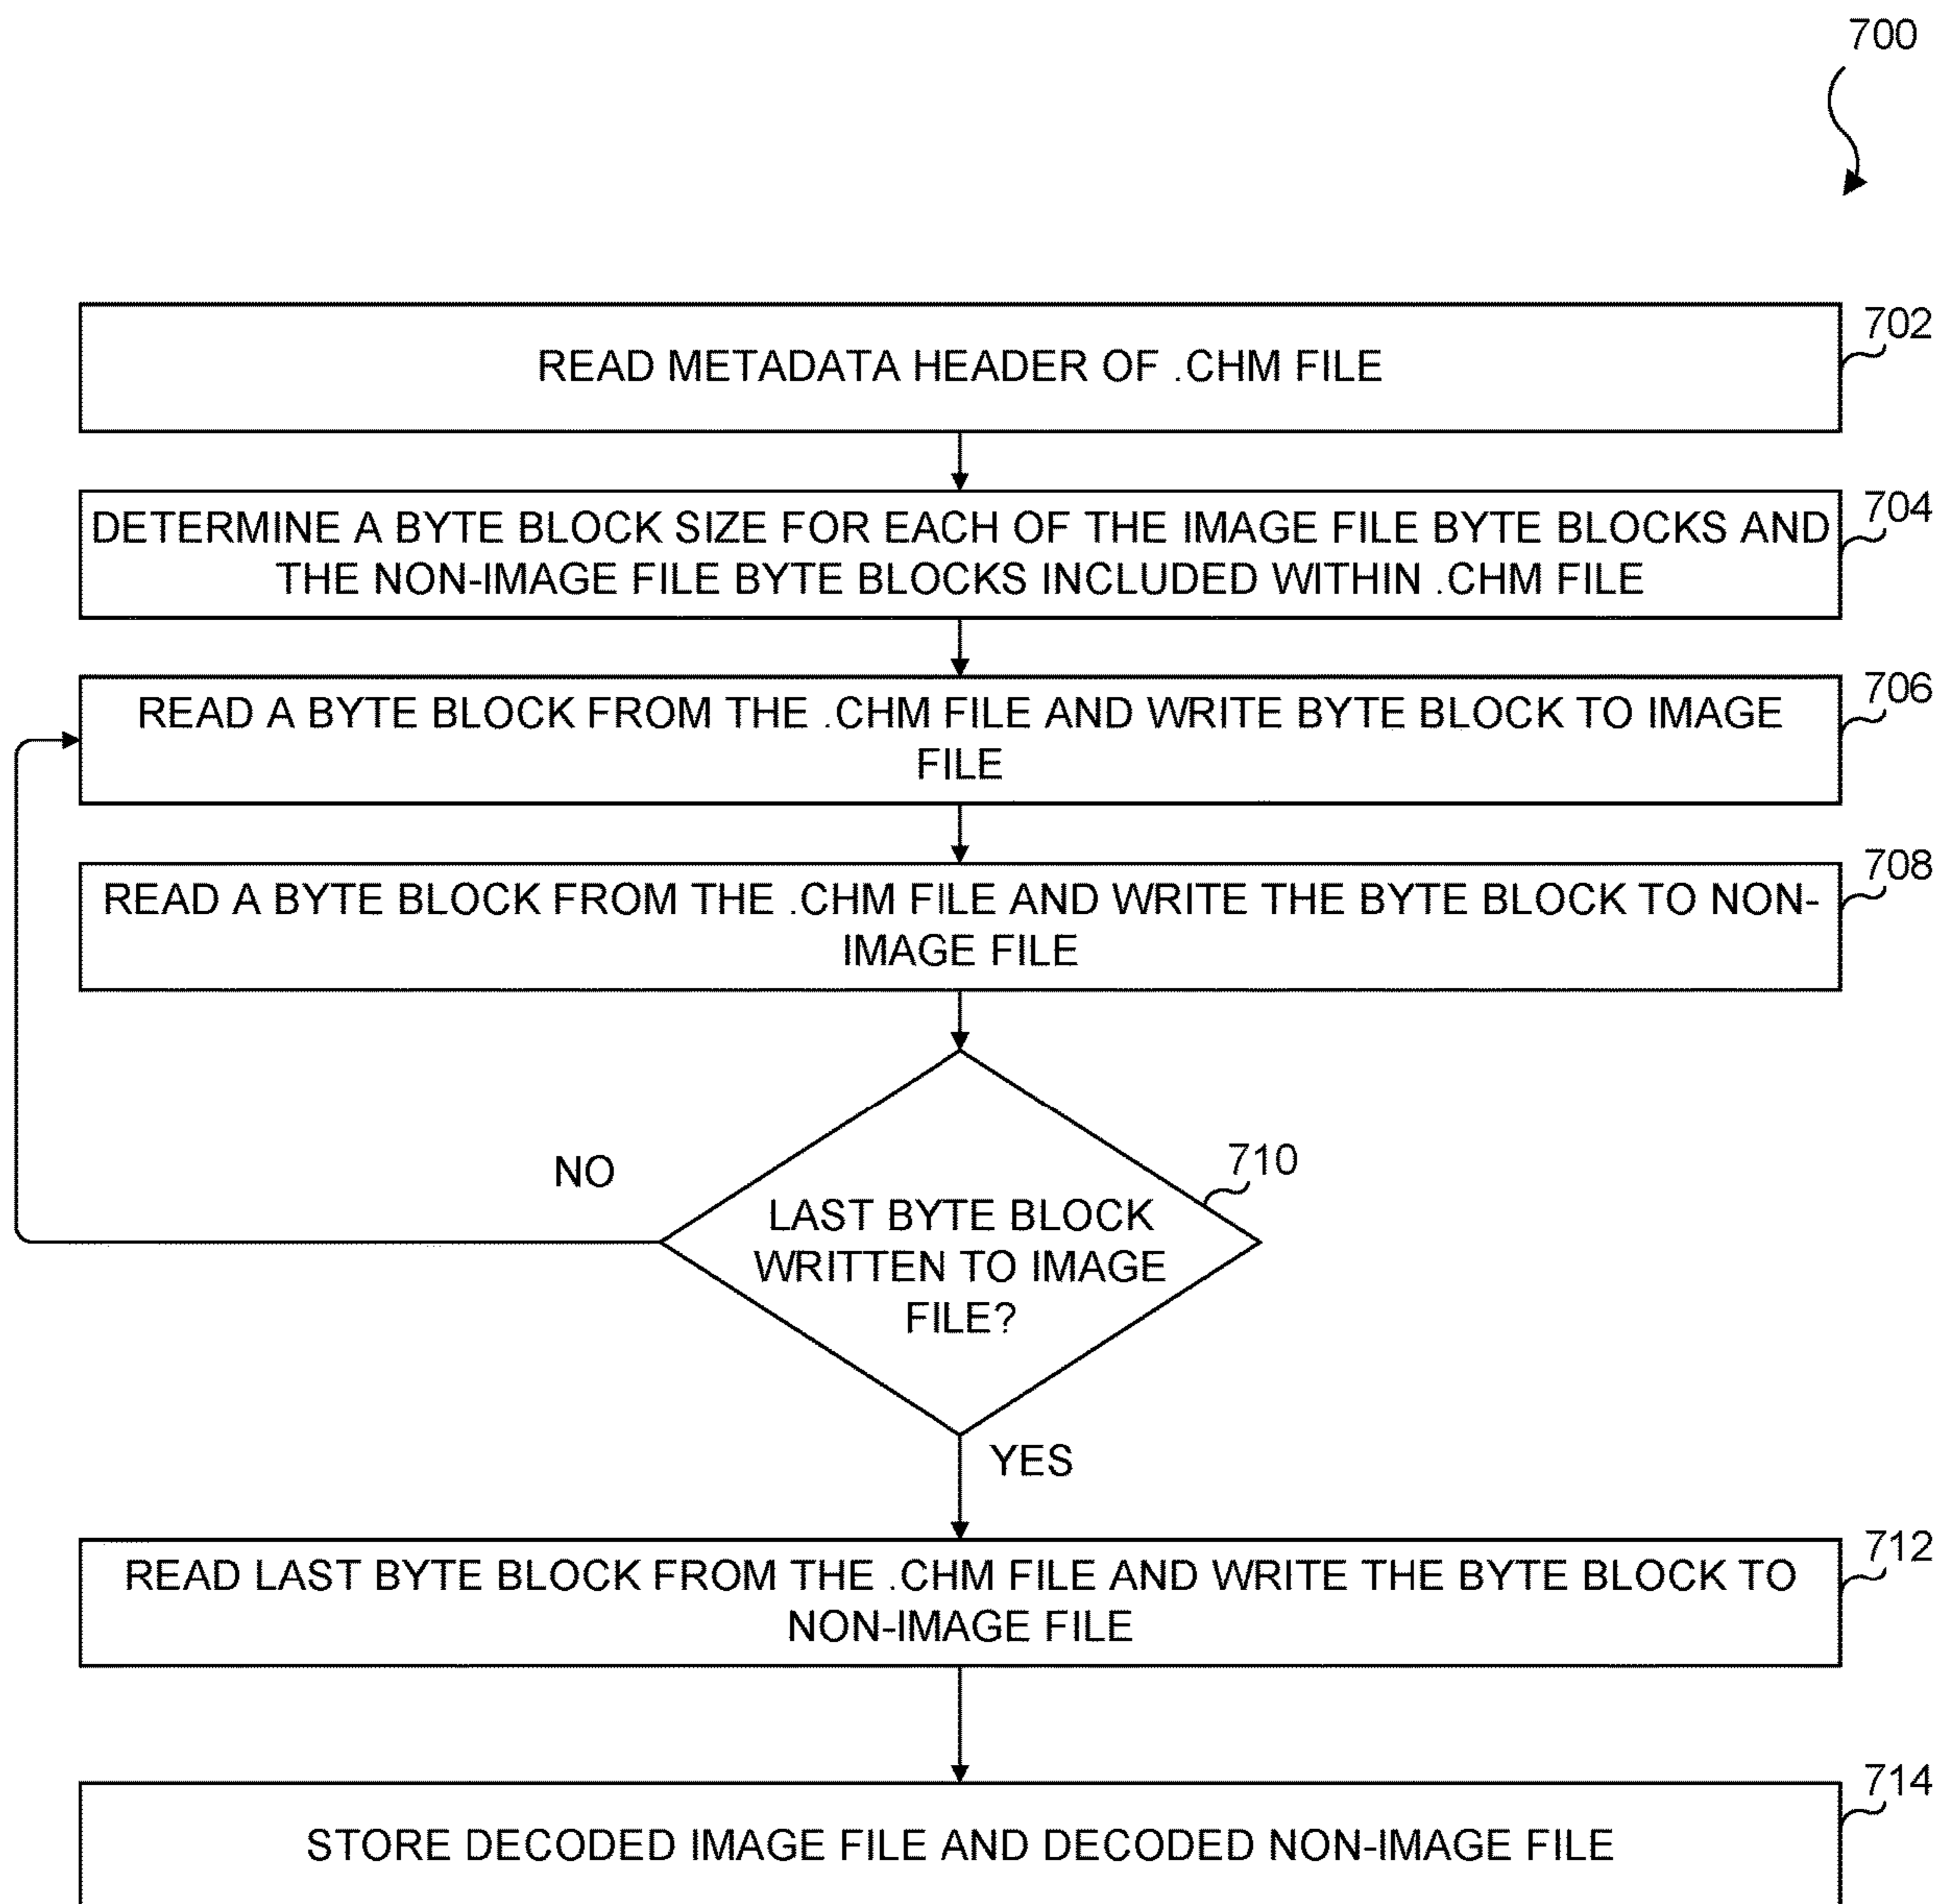 700
702
READ METADATA HEADER OF .CHM FILE
704
DETERMINE A BYTE BLOCK SIZE FOR EACH OF THE IMAGE FILE BYTE BLOCKS AND
THE NON-IMAGE FILE BYTE BLOCKS INCLUDED WITHIN .CHM FILE
706
READ A BYTE BLOCK FROM THE .CHM FILE AND WRITE BYTE BLOCK TO IMAGE
FILE
708
READ A BYTE BLOCK FROM THE .CHM FILE AND WRITE THE BYTE BLOCK TO NON-
IMAGE FILE
NO
710
LAST BYTE BLOCK
WRITTEN TO IMAGE
FILE?
YES
712
READ LAST BYTE BLOCK FROM THE .CHM FILE AND WRITE THE BYTE BLOCK TO
NON-IMAGE FILE
714
STORE DECODED IMAGE FILE AND DECODED NON-IMAGE FILE